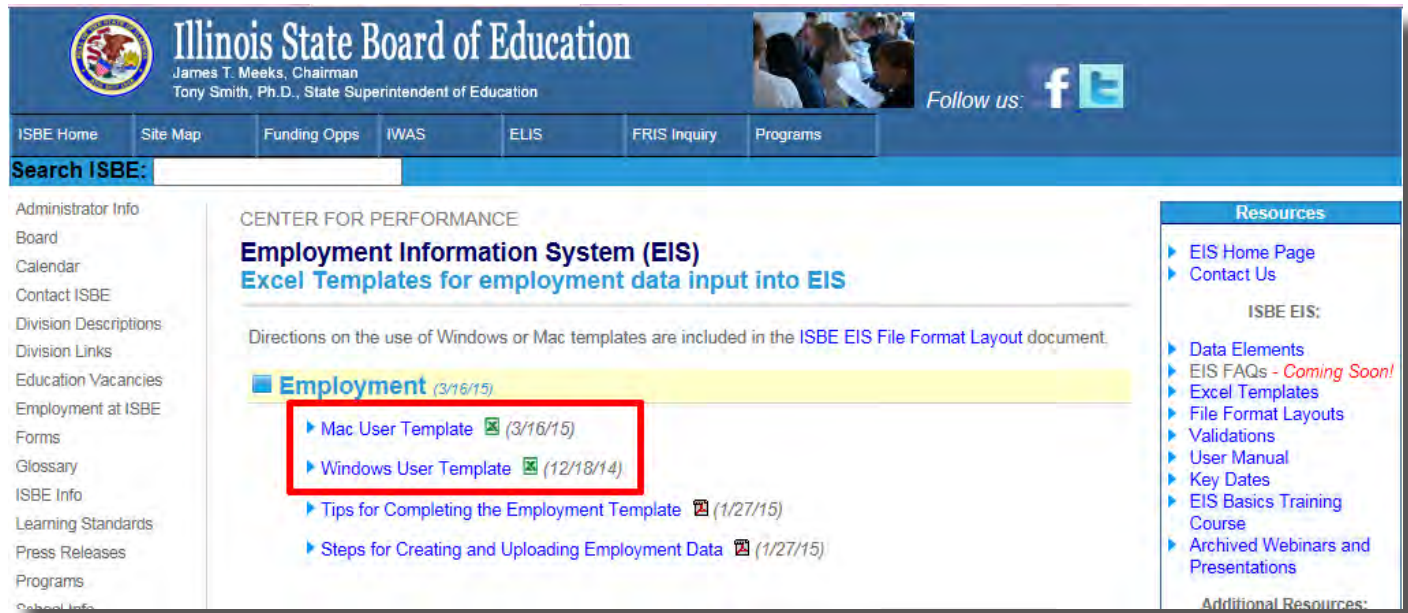 Illinois State Board of Education
James T. Meeks, Chairman
Tony Smith, Ph.D., State Superintendent of Education
Follow us:
ISBE Home
Site Map
Funding Opps
IWAS
ELIS
FRIS Inquiry
Programs
Search ISBE:
Administrator Info
Board
Calendar
Contact ISBE
Division Descriptions
Division Links
Education Vacancies
Employment at ISBE
Forms
Glossary
ISBE Info
Learning Standards
Press Releases
Programs
School Info
CENTER FOR PERFORMANCE
Employment Information System (EIS)
Excel Templates for employment data input into EIS
Directions on the use of Windows or Mac templates are included in the ISBE EIS File Format Layout document.
Employment (3/16/15)
Mac User Template (3/16/15)
Windows User Template (12/18/14)
Tips for Completing the Employment Template (1/27/15)
Steps for Creating and Uploading Employment Data (1/27/15)
Resources
EIS Home Page
Contact Us
ISBE EIS:
Data Elements
EIS FAQs - Coming Soon!
Excel Templates
File Format Layouts
Validations
User Manual
Key Dates
EIS Basics Training
Course
Archived Webinars and
Presentations
Additional Resources: